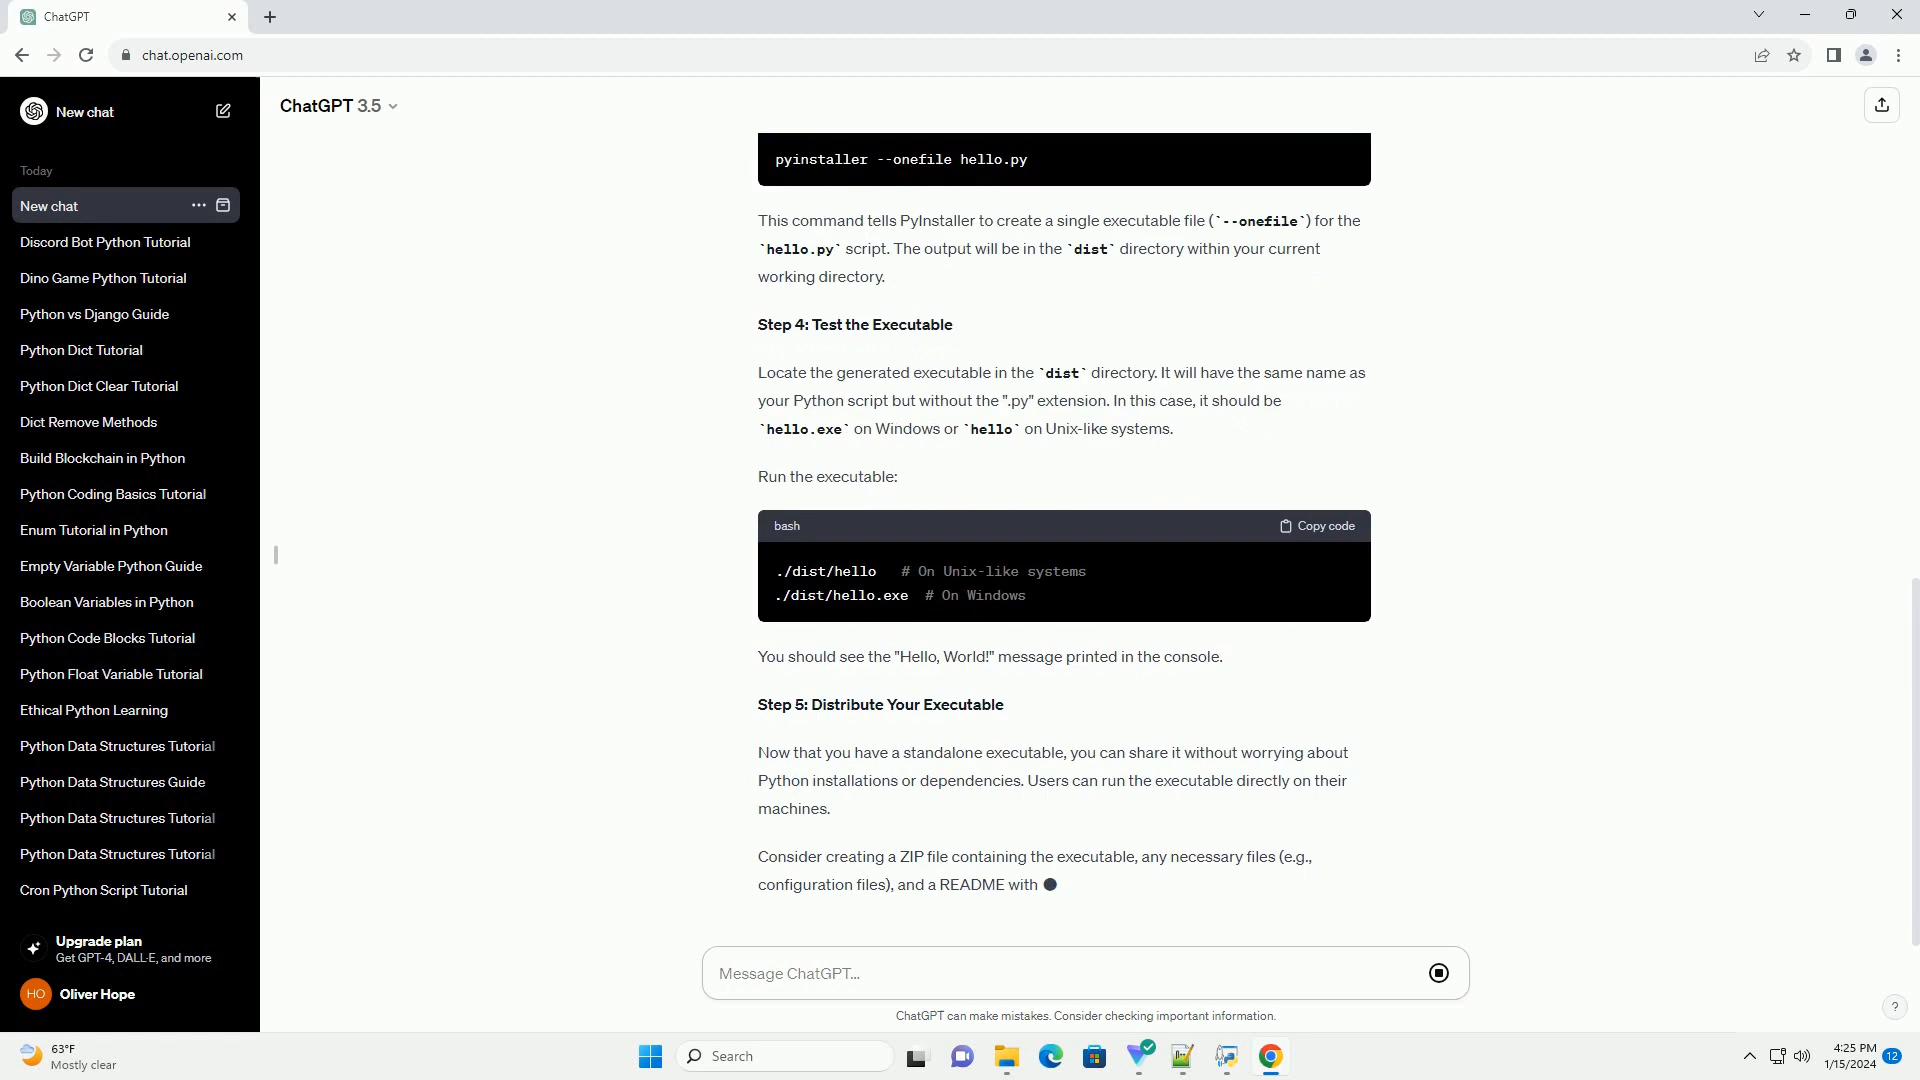 ChatGPT
chat.openai.com
New chat
Today
New chat
Discord Bot Python Tutorial
Dino Game Python Tutorial
Python vs Django Guide
Python Dict Tutorial
Python Dict Clear Tutorial
Dict Remove Methods
Build Blockchain in Python
Python Coding Basics Tutorial
Enum Tutorial in Python
Empty Variable Python Guide
Boolean Variables in Python
Python Code Blocks Tutorial
Python Float Variable Tutorial
Ethical Python Learning
Python Data Structures Tutorial
Python Data Structures Guide
Python Data Structures Tutorial
Python Data Structures Tutorial
Cron Python Script Tutorial
Upgrade plan
Get GPT-4, DALL·E, and more
HO Oliver Hope
ChatGPT 3.5
pyinstaller --onefile hello.py
This command tells PyInstaller to create a single executable file (`--onefile`) for the
`hello.py` script. The output will be in the `dist` directory within your current
working directory.
Step 4: Test the Executable
Locate the generated executable in the `dist` directory. It will have the same name as
your Python script but without the ".py" extension. In this case, it should be
`hello.exe` on Windows or `hello` on Unix-like systems.
Run the executable:
bash Copy code
./dist/hello # On Unix-like systems
./dist/hello.exe # On Windows
You should see the "Hello, World!" message printed in the console.
Step 5: Distribute Your Executable
Now that you have a standalone executable, you can share it without worrying about
Python installations or dependencies. Users can run the executable directly on their
machines.
Consider creating a ZIP file containing the executable, any necessary files (e.g.,
configuration files), and a README with
Message ChatGPT...
ChatGPT can make mistakes. Consider checking important information.
?
63°F
Mostly clear
Search
4:25 PM
1/15/2024
12